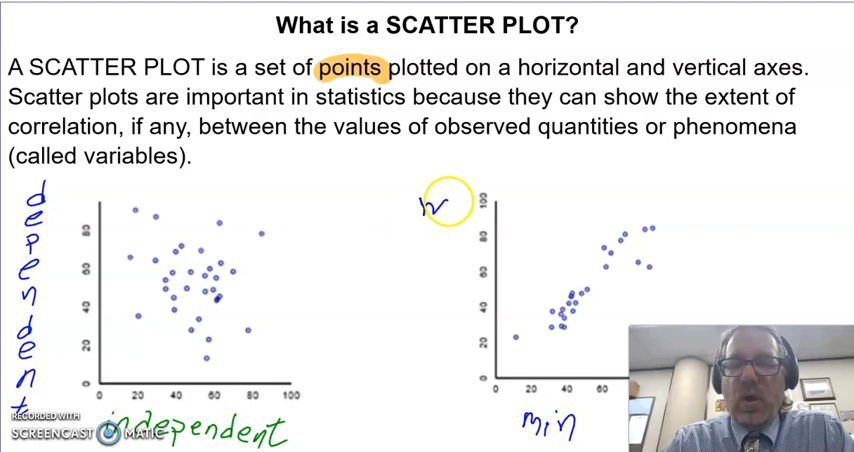 What is a SCATTER PLOT?
A SCATTER PLOT is a set of points plotted on a horizontal and vertical axes.
Scatter plots are important in statistics because they can show the extent of
correlation, if any, between the values of observed quantities or phenomena
(called variables).
dependent
80
60
40
20
0
0 20 40 60 80 100
independent
100
80
60
40
20
0
0 20 40 60
min
RECORDED WITH
SCREENCAST MATIC